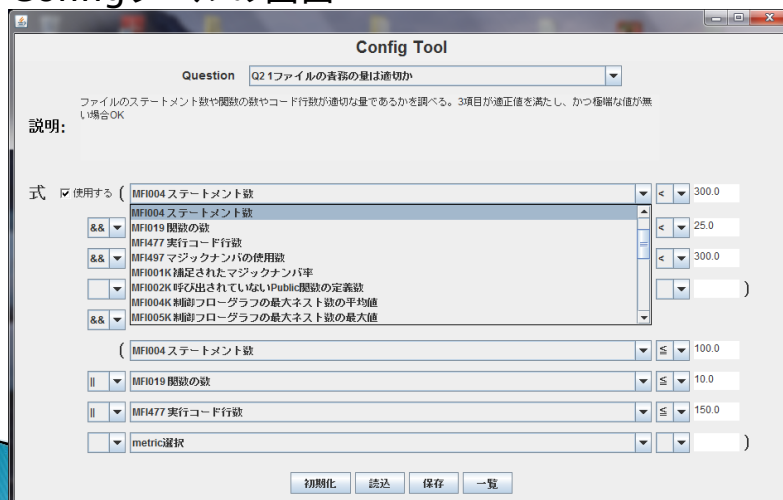 Configツールの画面
Config Tool
Question Q2 1ファイルの責務の量は適切か
ファイルのステートメント数や関数の数やコード行数が適切な量であるかを調べる。3項目が適正値を満たし、かつ極端な値が無
い場合OK
説明:
式 使用する ( MFI004 ステートメント数 < 300.0
MFI004 ステートメント数
&& MFI019 関数の数 < 25.0
MFI477 実行コード行数
&& MFI497 マジックナンバの使用数 < 300.0
MFI001K 補足されたマジックナンバ率
MFI002K 呼び出されていないPublic関数の定義数 )
MFI004K 制御フローグラフの最大ネスト数の平均値
&& MFI005K 制御フローグラフの最大ネスト数の最大値
( MFI004 ステートメント数 ≦ 100.0
|| MFI019 関数の数 ≦ 10.0
|| MFI477 実行コード行数 ≦ 150.0
metric選択 )
初期化 読込 保存 一覧